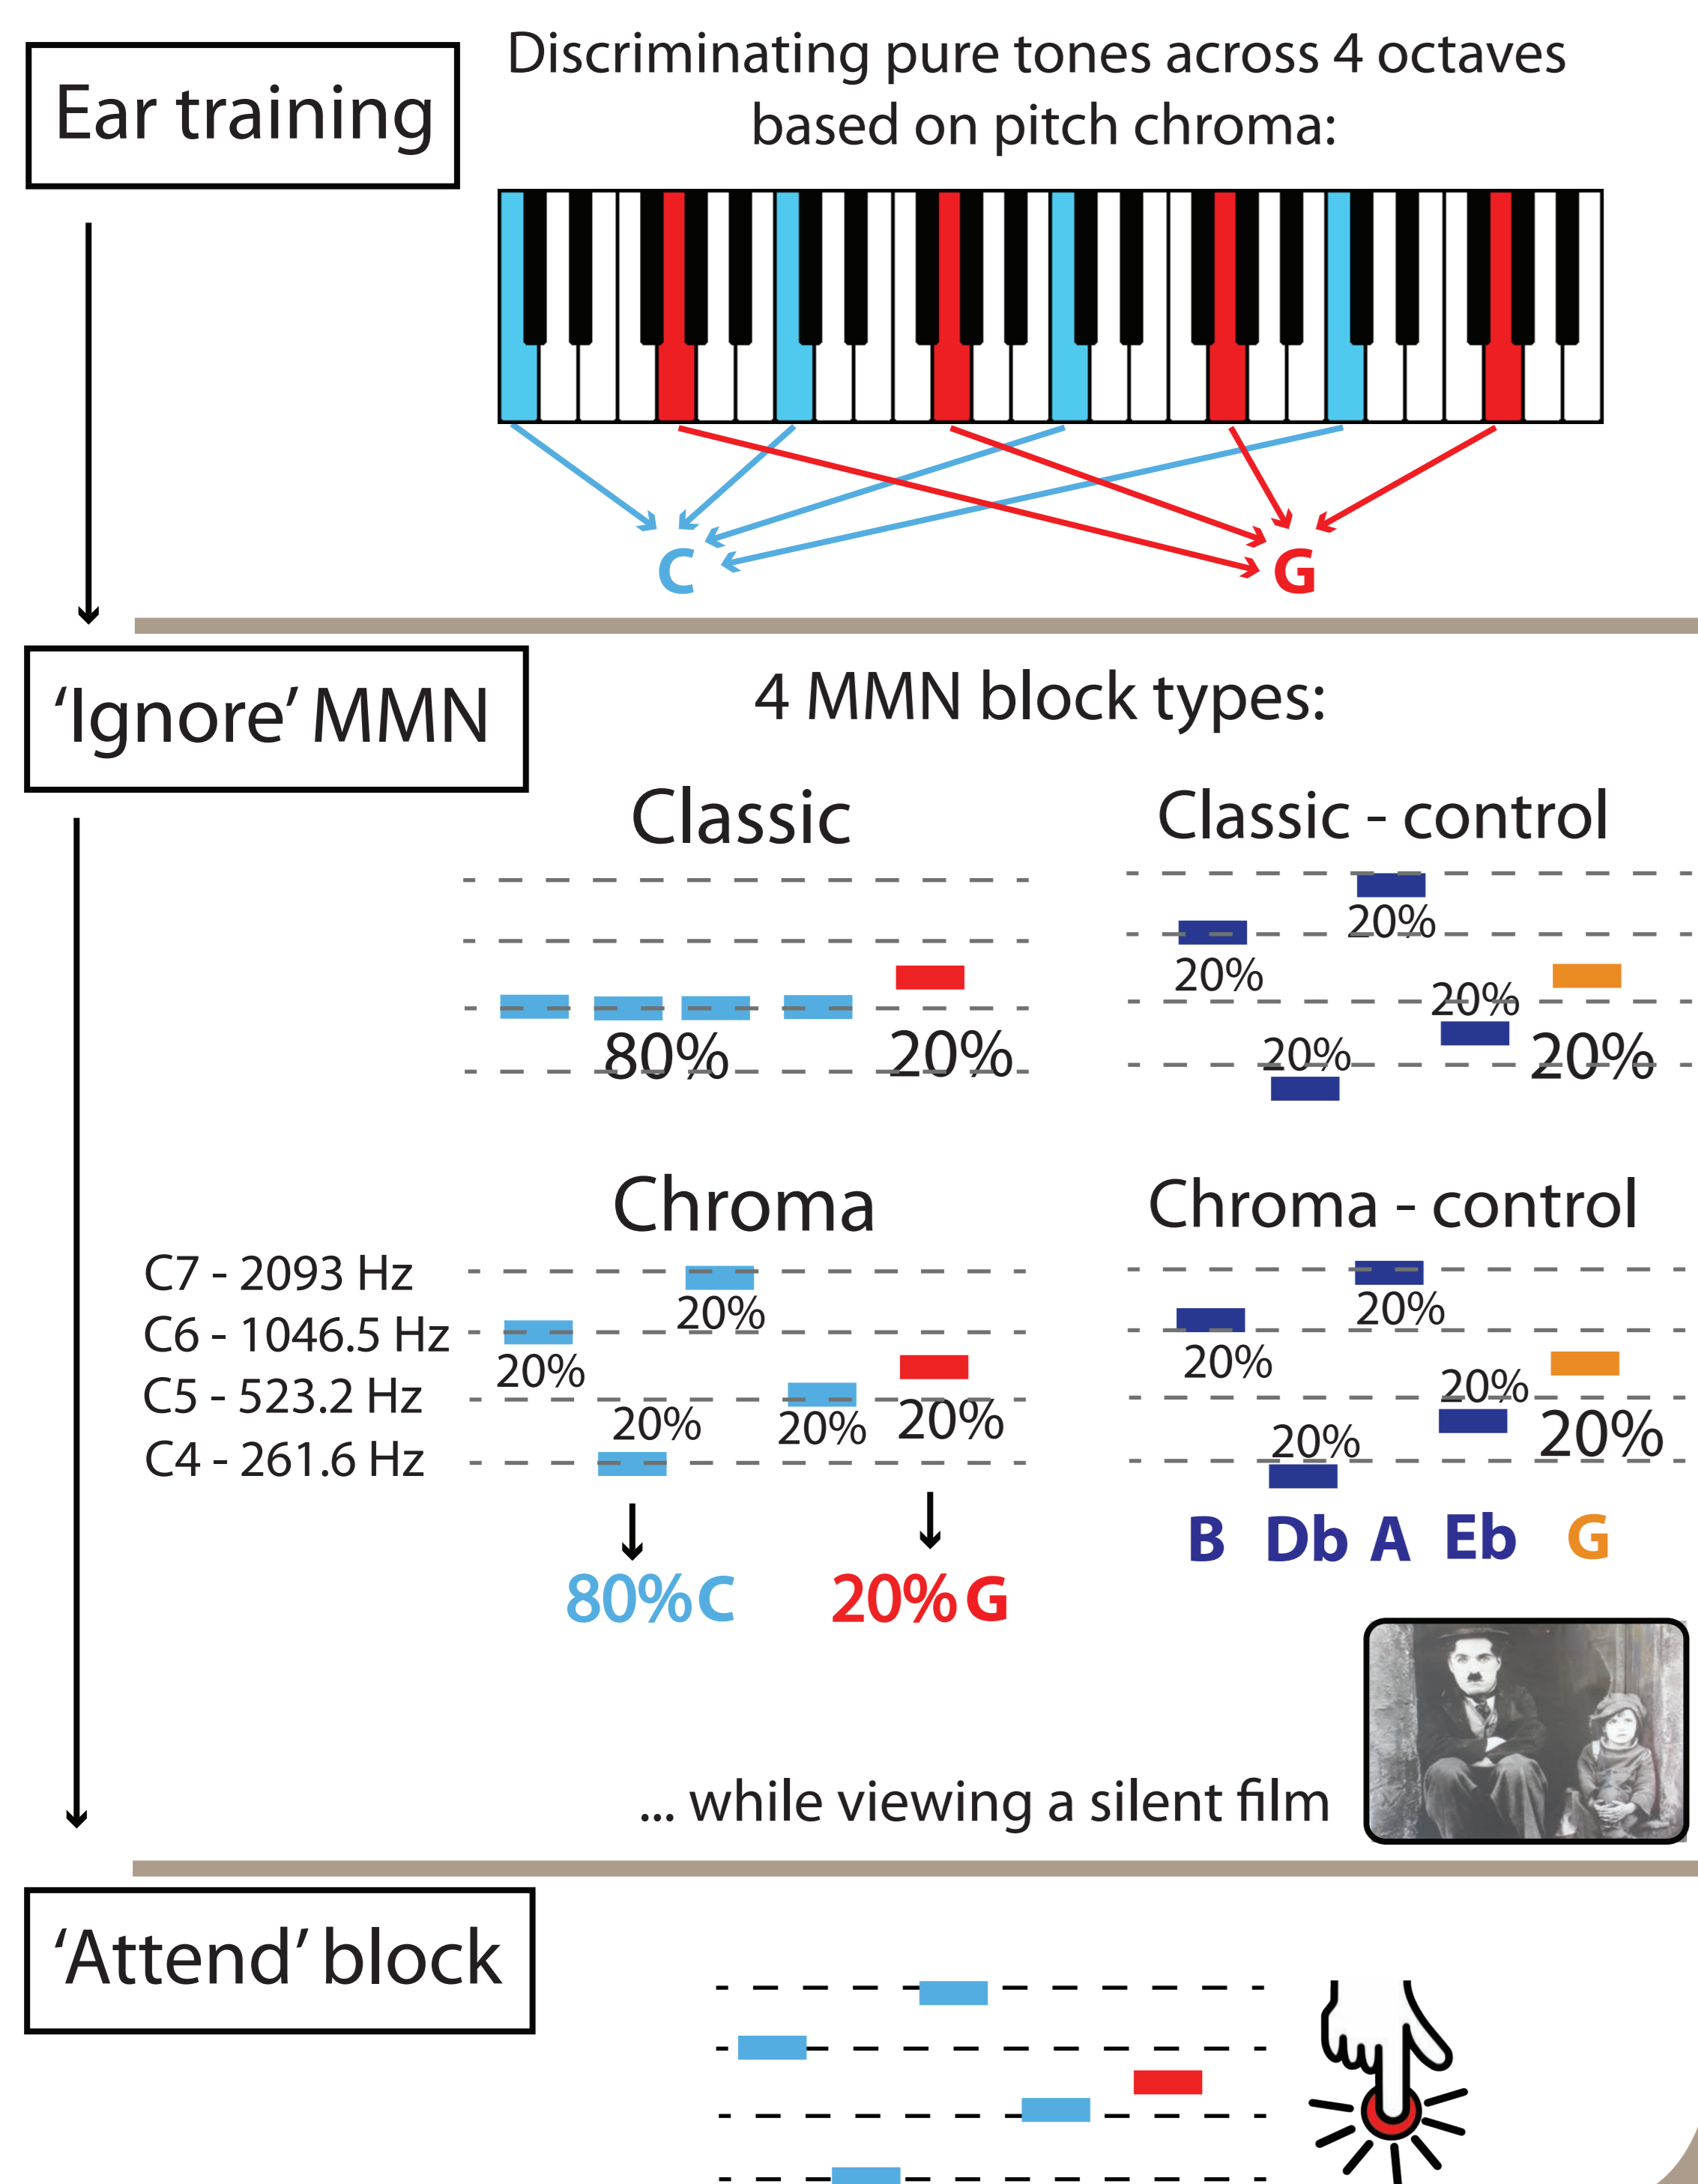 Ear training
Discriminating pure tones across 4 octaves
based on pitch chroma:
C
G
‘Ignore’ MMN
4 MMN block types:
Classic
80%
20%
Classic - control
20%
20%
20%
20%
20%
Chroma
C7 - 2093 Hz
C6 - 1046.5 Hz
C5 - 523.2 Hz
C4 - 261.6 Hz
20%
20%
20%
20%
20%
80% C
20% G
Chroma - control
20%
20%
20%
20%
20%
B Db A Eb G
... while viewing a silent film
‘Attend’ block